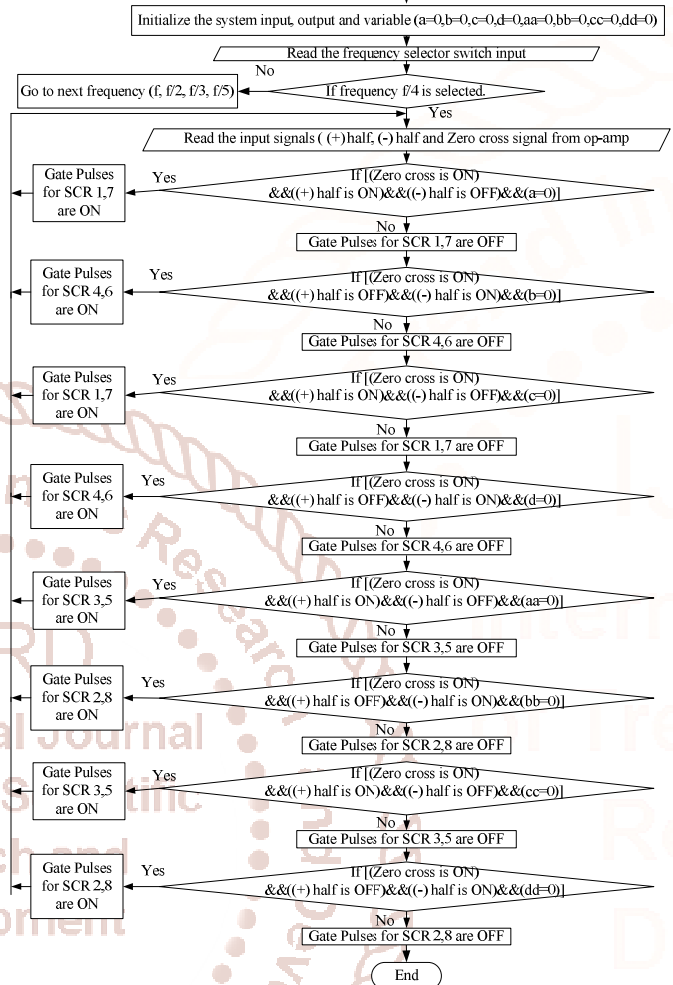 Initialize the system input, output and variable (a=0,b=0,c=0,d=0,aa=0,bb=0,cc=0,dd=0)
Read the frequency selector switch input
No
Go to next frequency (f, f/2, f/3, f/5)
If frequency f/4 is selected.
Yes
Read the input signals ( (+) half, (-) half and Zero cross signal from op-amp
Gate Pulses
for SCR 1,7
are ON
Yes
If [(Zero cross is ON)
&&((+) half is ON)&&((-) half is OFF)&&(a=0)]
No
Gate Pulses for SCR 1,7 are OFF
Gate Pulses
for SCR 4,6
are ON
Yes
If [(Zero cross is ON)
&&((+) half is OFF)&&((-) half is ON)&&(b=0)]
No
Gate Pulses for SCR 4,6 are OFF
Gate Pulses
for SCR 1,7
are ON
Yes
If [(Zero cross is ON)
&&((+) half is ON)&&((-) half is OFF)&&(c=0)]
No
Gate Pulses for SCR 1,7 are OFF
Gate Pulses
for SCR 4,6
are ON
Yes
If [(Zero cross is ON)
&&((+) half is OFF)&&((-) half is ON)&&(d=0)]
No
Gate Pulses for SCR 4,6 are OFF
Gate Pulses
for SCR 3,5
are ON
Yes
If [(Zero cross is ON)
&&((+) half is ON)&&((-) half is OFF)&&(aa=0)]
No
Gate Pulses for SCR 3,5 are OFF
Gate Pulses
for SCR 2,8
are ON
Yes
If [(Zero cross is ON)
&&((+) half is OFF)&&((-) half is ON)&&(bb=0)]
No
Gate Pulses for SCR 2,8 are OFF
Gate Pulses
for SCR 3,5
are ON
Yes
If [(Zero cross is ON)
&&((+) half is ON)&&((-) half is OFF)&&(cc=0)]
No
Gate Pulses for SCR 3,5 are OFF
Gate Pulses
for SCR 2,8
are ON
Yes
If [(Zero cross is ON)
&&((+) half is OFF)&&((-) half is ON)&&(dd=0)]
No
Gate Pulses for SCR 2,8 are OFF
End
Research
Journal